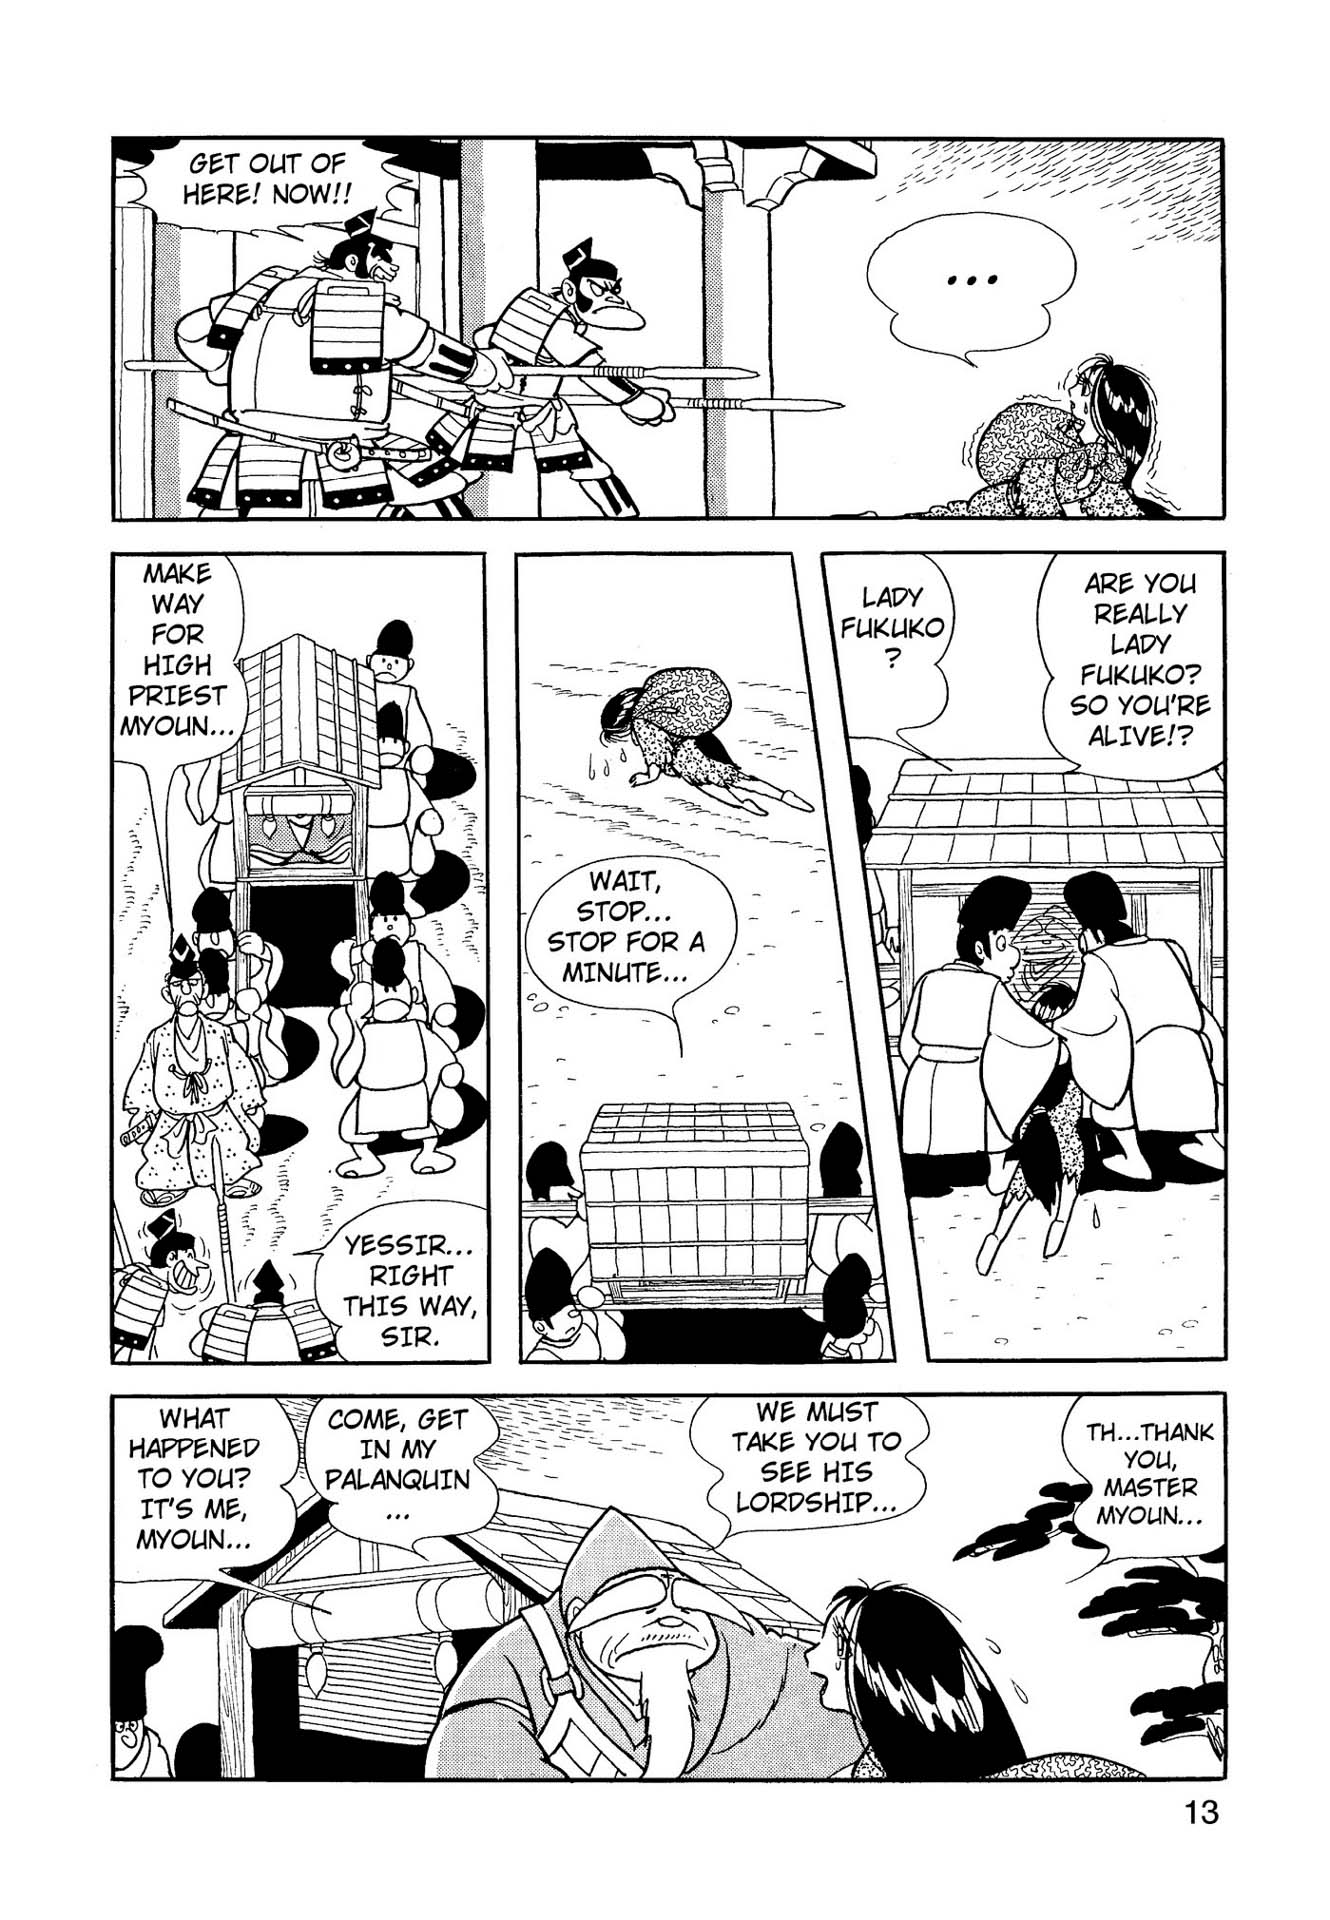 GET OUT OF
HERE! NOW!!
...
MAKE
WAY
FOR
HIGH
PRIEST
MYOUN...
YESSIR...
RIGHT
THIS WAY,
SIR.
WAIT,
STOP...
STOP FOR A
MINUTE...
LADY
FUKUKO
?
ARE YOU
REALLY
LADY
FUKUKO?
SO YOU'RE
ALIVE!?
WHAT
HAPPENED
TO YOU?
IT'S ME,
MYOUN...
COME, GET
IN MY
PALANQUIN
...
WE MUST
TAKE YOU TO
SEE HIS
LORDSHIP...
TH...THANK
YOU,
MASTER
MYOUN...
13